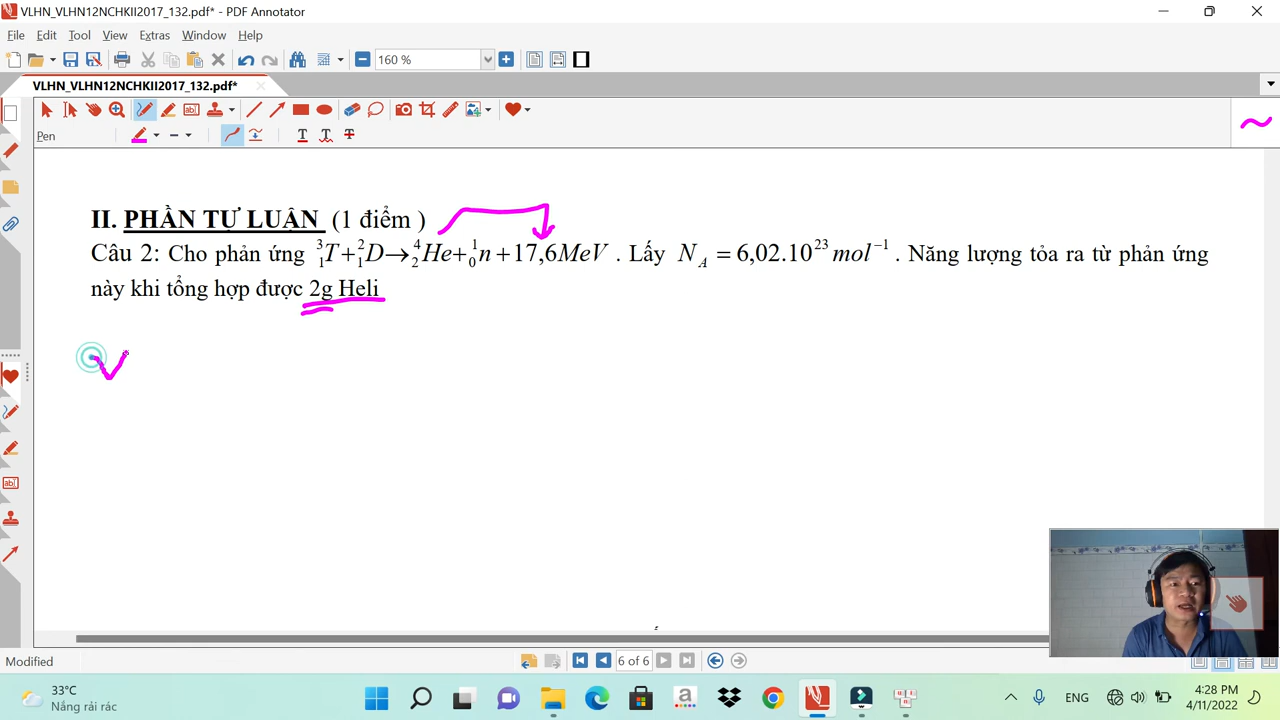 VLHN_VLHN12NCHKII2017_132.pdf* - PDF Annotator
File Edit Tool View Extras Window Help
160 %
VLHN_VLHN12NCHKII2017_132.pdf*
Pen
II. PHẦN TỰ LUẬN (1 điểm )
Câu 2: Cho phản ứng ³₁T+²₁D→⁴₂He+¹₀n+17,6MeV . Lấy N_A = 6,02.10²³ mol⁻¹ . Năng lượng tỏa ra từ phản ứng
này khi tổng hợp được 2g Heli
Modified
6 of 6
33°C
Nắng rải rác
ENG
4:28 PM
4/11/2022